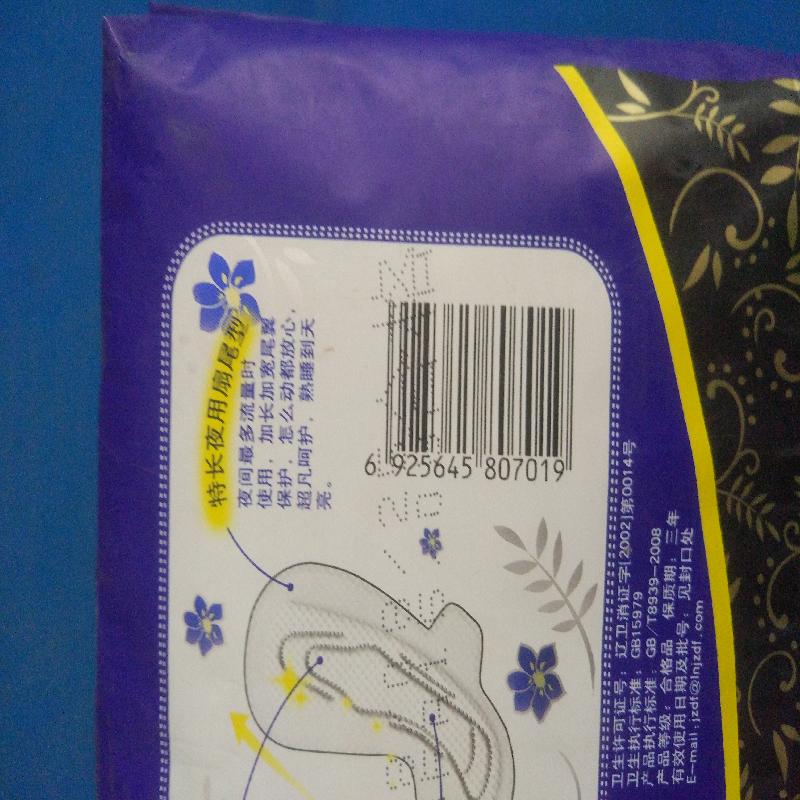 特长夜用扇尾型
夜间最多流量时
使用，加长加宽尾翼
保护，怎么动都放心，
超凡呵护，熟睡到天
亮。
6 925645 807019
卫生许可证号：辽卫消证字[2002]第0014号
卫生执行标准：GB15979
产品执行标准：GB/T8939—2008
产品等级：合格品 保质期：三年
有效使用日期及批号：见封口处
E—mail:jzdf@lnjzdf.com